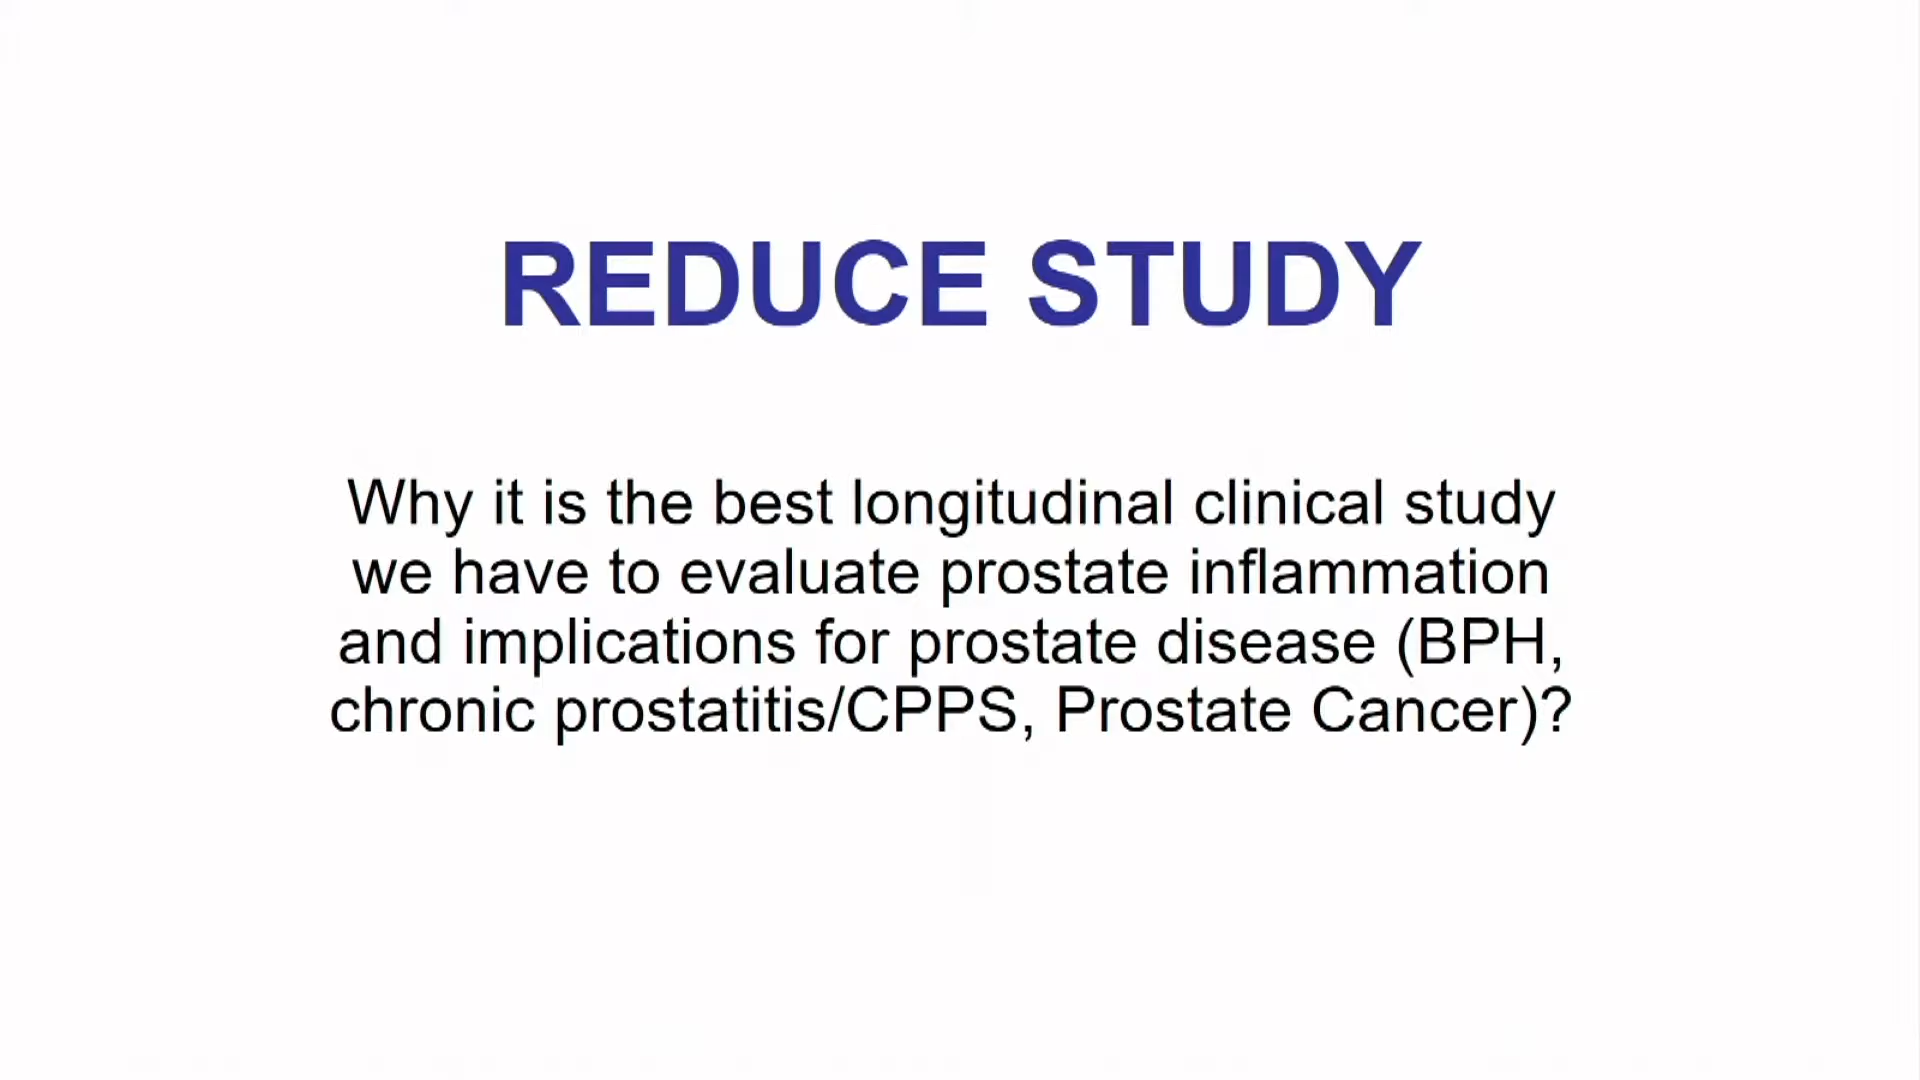 REDUCE STUDY
Why it is the best longitudinal clinical study
we have to evaluate prostate inflammation
and implications for prostate disease (BPH,
chronic prostatitis/CPPS, Prostate Cancer)?